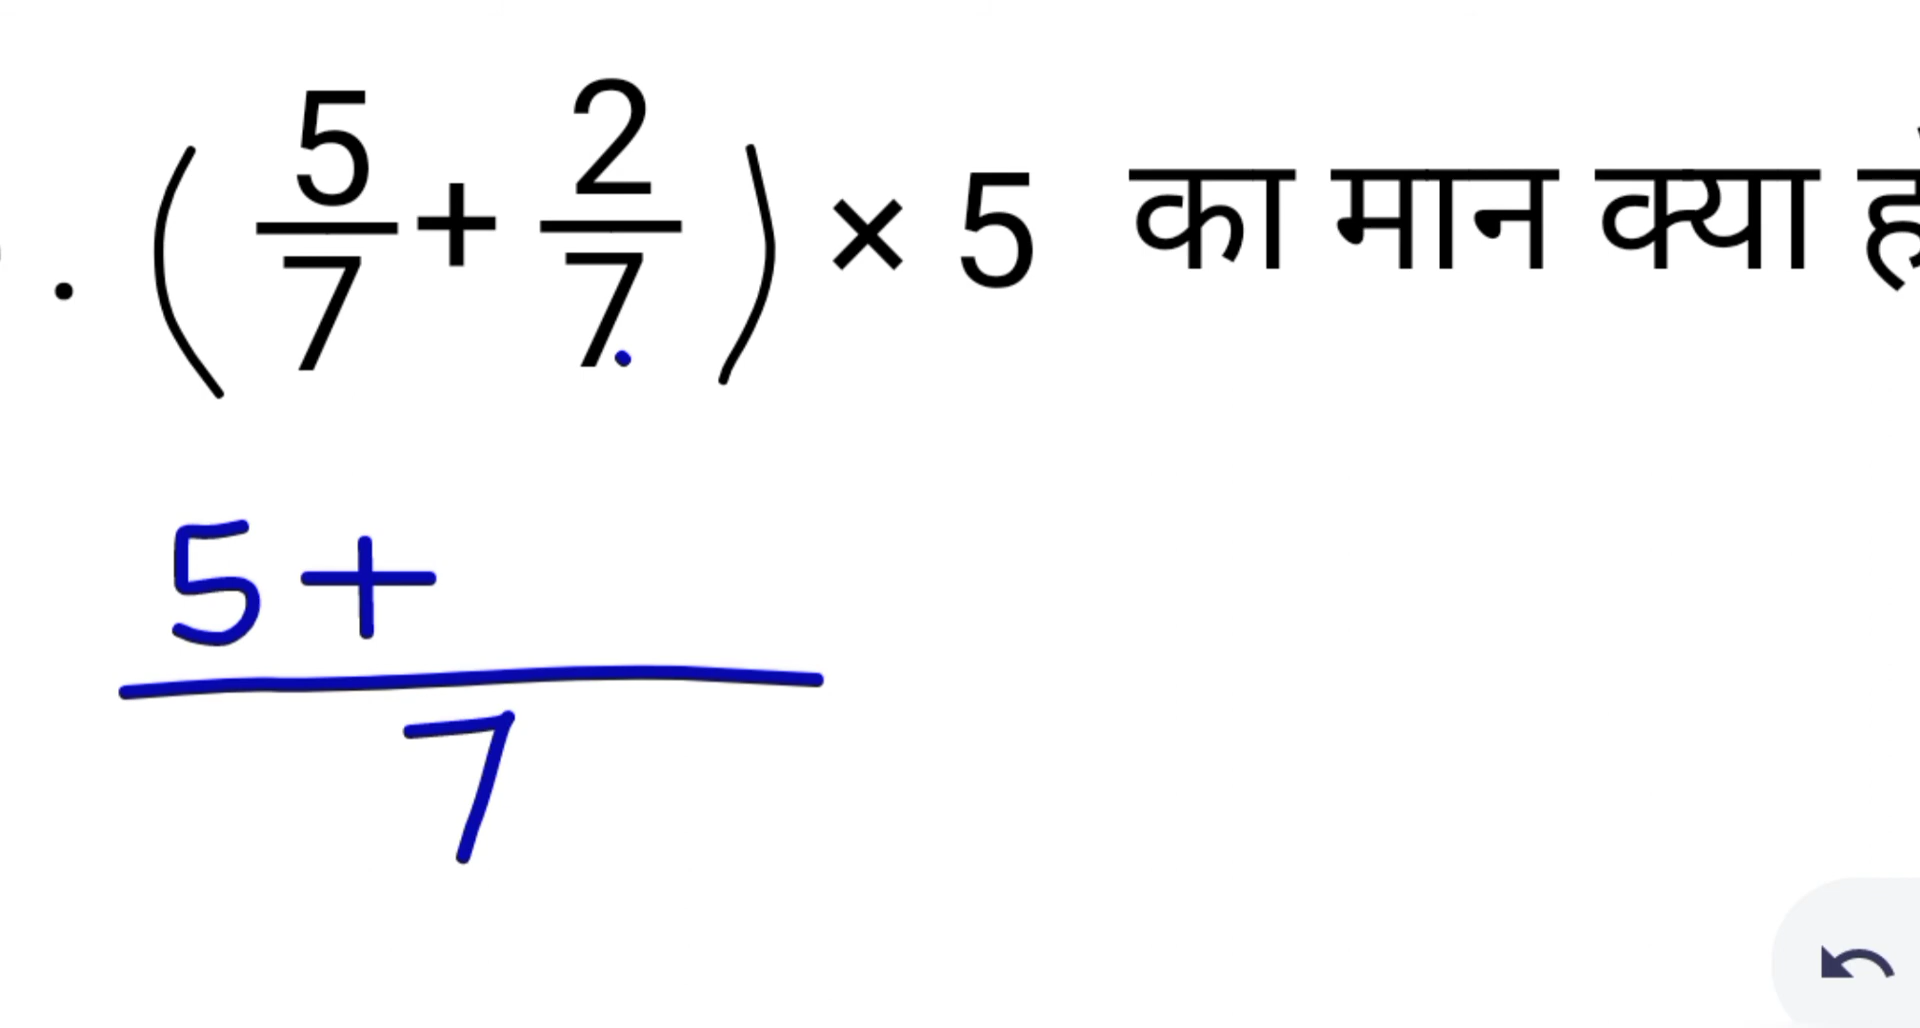 . (5/7 + 2/7) × 5 का मान क्या
5 +
7